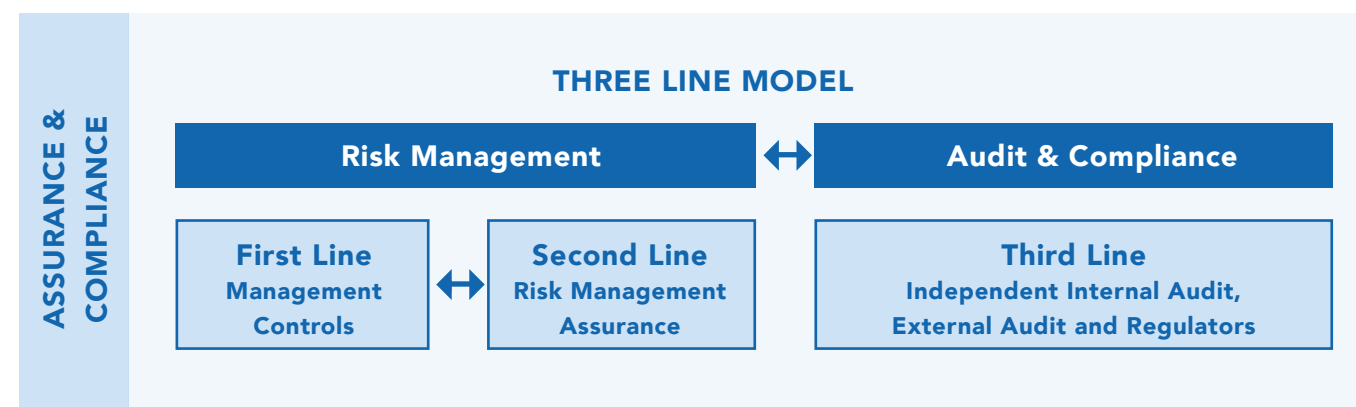 ASSURANCE &
COMPLIANCE
THREE LINE MODEL
Risk Management
Audit & Compliance
First Line
Management
Controls
Second Line
Risk Management
Assurance
Third Line
Independent Internal Audit,
External Audit and Regulators